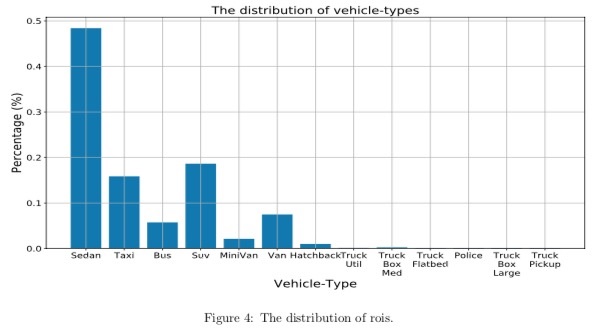 The distribution of vehicle-types
Percentage (%)
0.5
0.4
0.3
0.2
0.1
0.0
Sedan Taxi Bus Suv MiniVan Van Hatchback Truck Truck Truck Police Truck Truck
Util Box Flatbed Box Pickup
Med Large
Vehicle-Type
Figure 4: The distribution of rois.